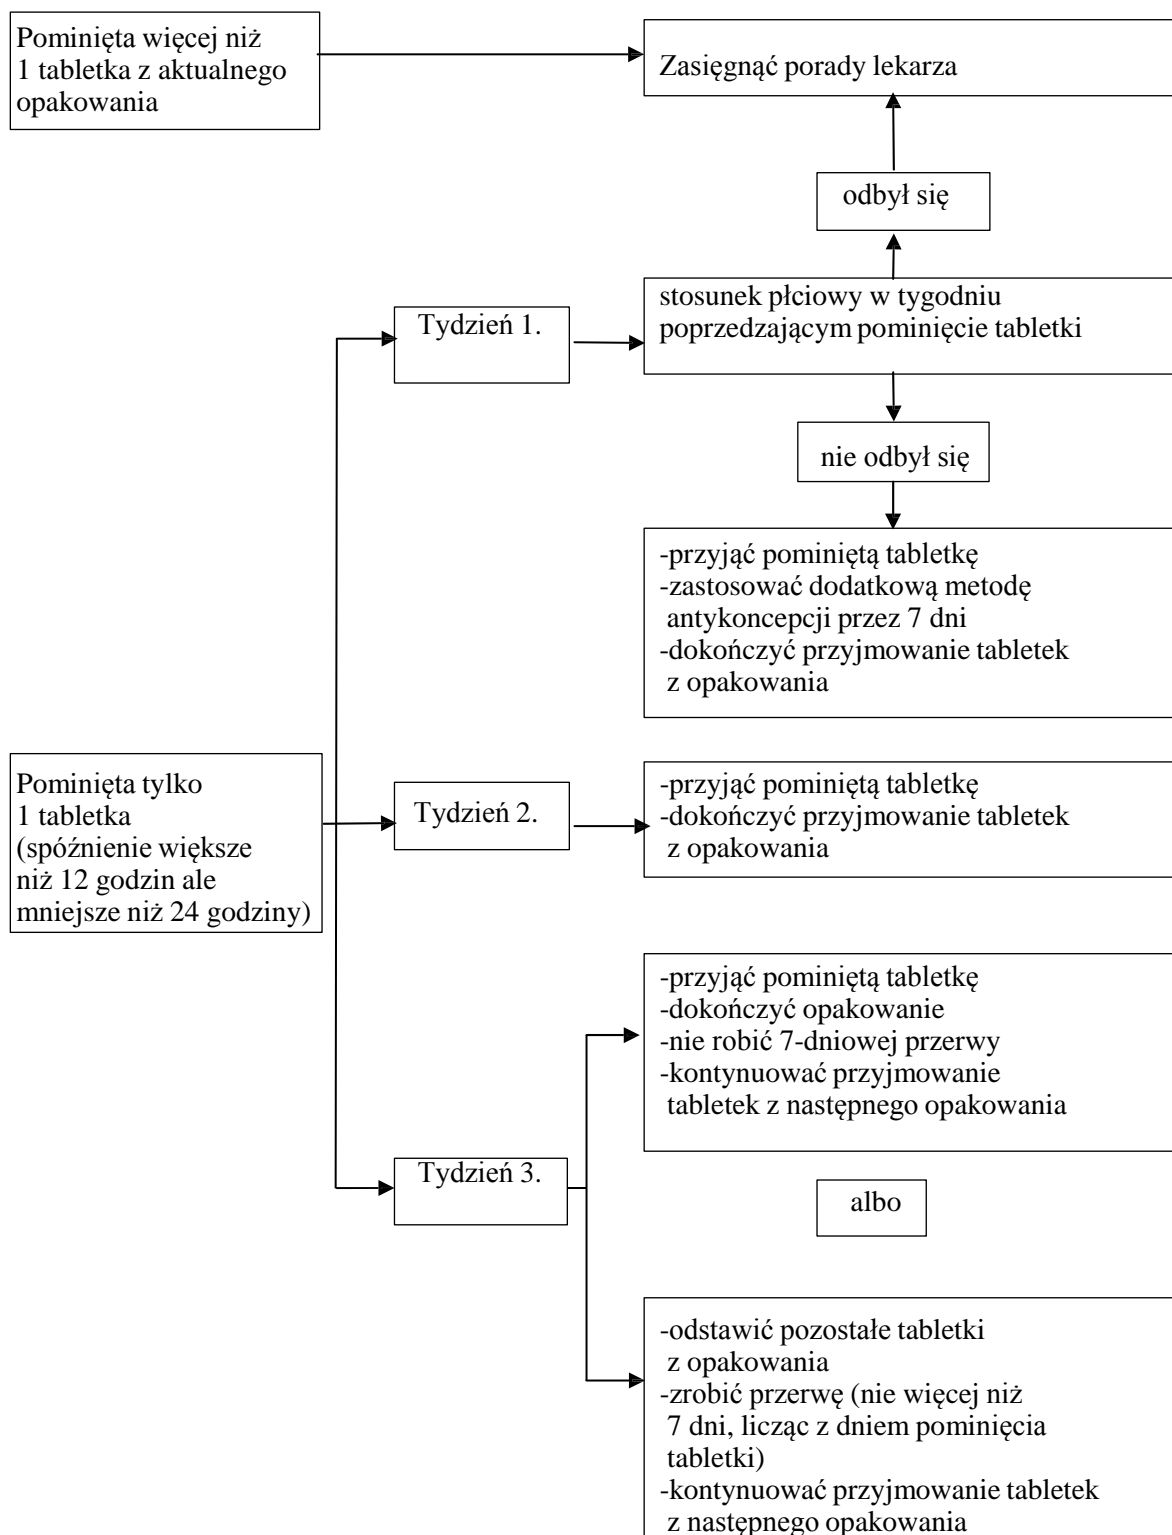 Pominięta więcej niż
1 tabletka z aktualnego
opakowania
Zasięgnąć porady lekarza
odbył się
stosunek płciowy w tygodniu
poprzedzającym pominięcie tabletki
Tydzień 1.
nie odbył się
-przyjąć pominiętą tabletkę
-zastosować dodatkową metodę
antykoncepcji przez 7 dni
-dokończyć przyjmowanie tabletek
z opakowania
Pominięta tylko
1 tabletka
(spóźnienie większe
niż 12 godzin ale
mniejsze niż 24 godziny)
Tydzień 2.
-przyjąć pominiętą tabletkę
-dokończyć przyjmowanie tabletek
z opakowania
-przyjąć pominiętą tabletkę
-dokończyć opakowanie
-nie robić 7-dniowej przerwy
-kontynuować przyjmowanie
tabletek z następnego opakowania
Tydzień 3.
albo
-odstawić pozostałe tabletki
z opakowania
-zrobić przerwę (nie więcej niż
7 dni, licząc z dniem pominięcia
tabletki)
-kontynuować przyjmowanie tabletek
z następnego opakowania